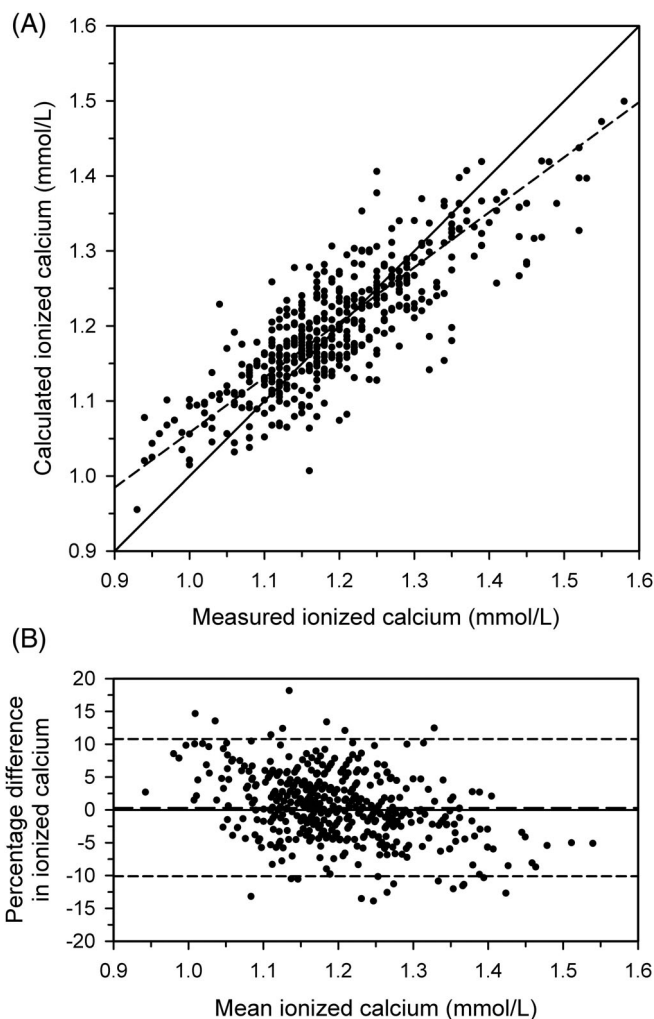 (A)
1.6
1.5
1.4
1.3
1.2
1.1
1.0
0.9
Calculated ionized calcium (mmol/L)
0.9 1.0 1.1 1.2 1.3 1.4 1.5 1.6
Measured ionized calcium (mmol/L)
(B)
20
15
10
5
0
-5
-10
-15
-20
Percentage difference
in ionized calcium
0.9 1.0 1.1 1.2 1.3 1.4 1.5 1.6
Mean ionized calcium (mmol/L)